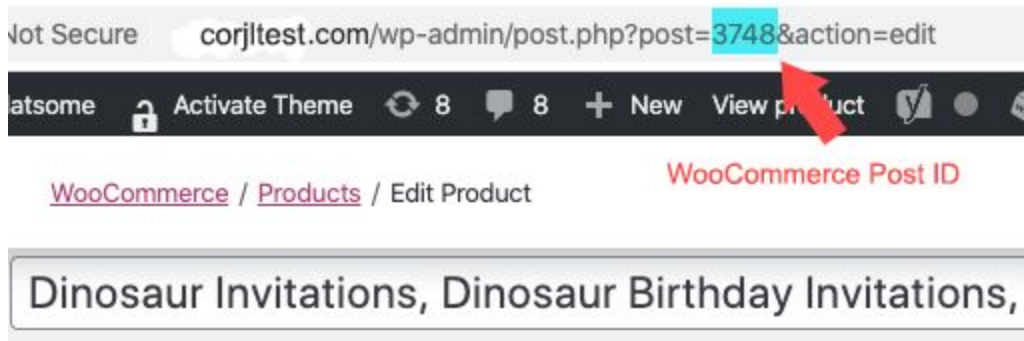 Not Secure corjltest.com/wp-admin/post.php?post=3748&action=edit
latsome Activate Theme 8 8 + New View product
WooCommerce Post ID
WooCommerce / Products / Edit Product
Dinosaur Invitations, Dinosaur Birthday Invitations,